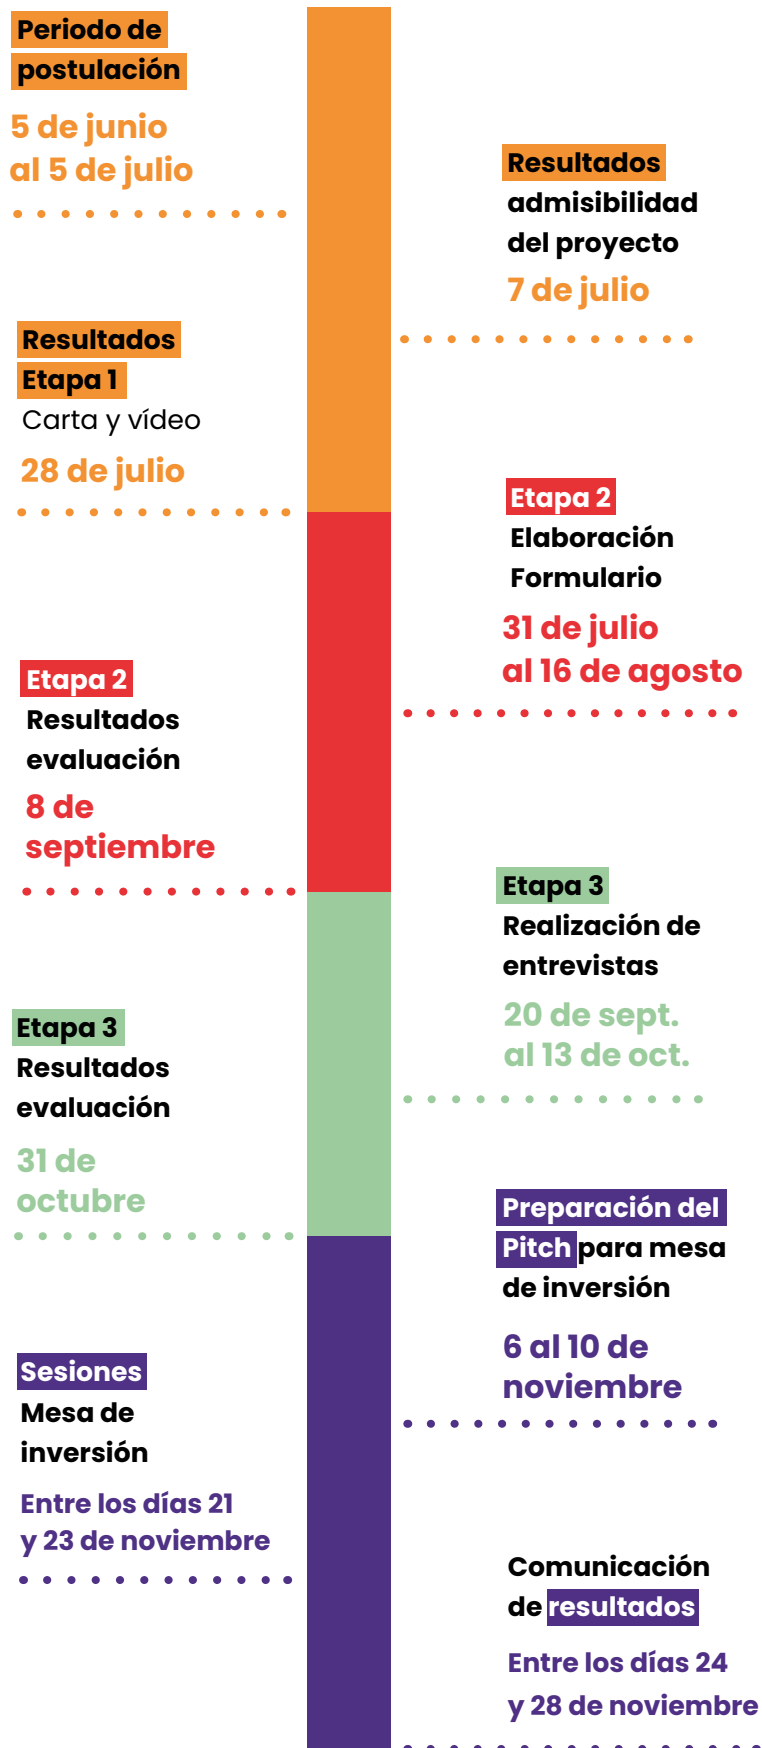 Periodo de
postulación
5 de junio
al 5 de julio
Resultados
admisibilidad
del proyecto
7 de julio
Resultados
Etapa 1
Carta y vídeo
28 de julio
Etapa 2
Elaboración
Formulario
31 de julio
al 16 de agosto
Etapa 2
Resultados
evaluación
8 de
septiembre
Etapa 3
Realización de
entrevistas
20 de sept.
al 13 de oct.
Etapa 3
Resultados
evaluación
31 de
octubre
Preparación del
Pitch para mesa
de inversión
6 al 10 de
noviembre
Sesiones
Mesa de
inversión
Entre los días 21
y 23 de noviembre
Comunicación
de resultados
Entre los días 24
y 28 de noviembre